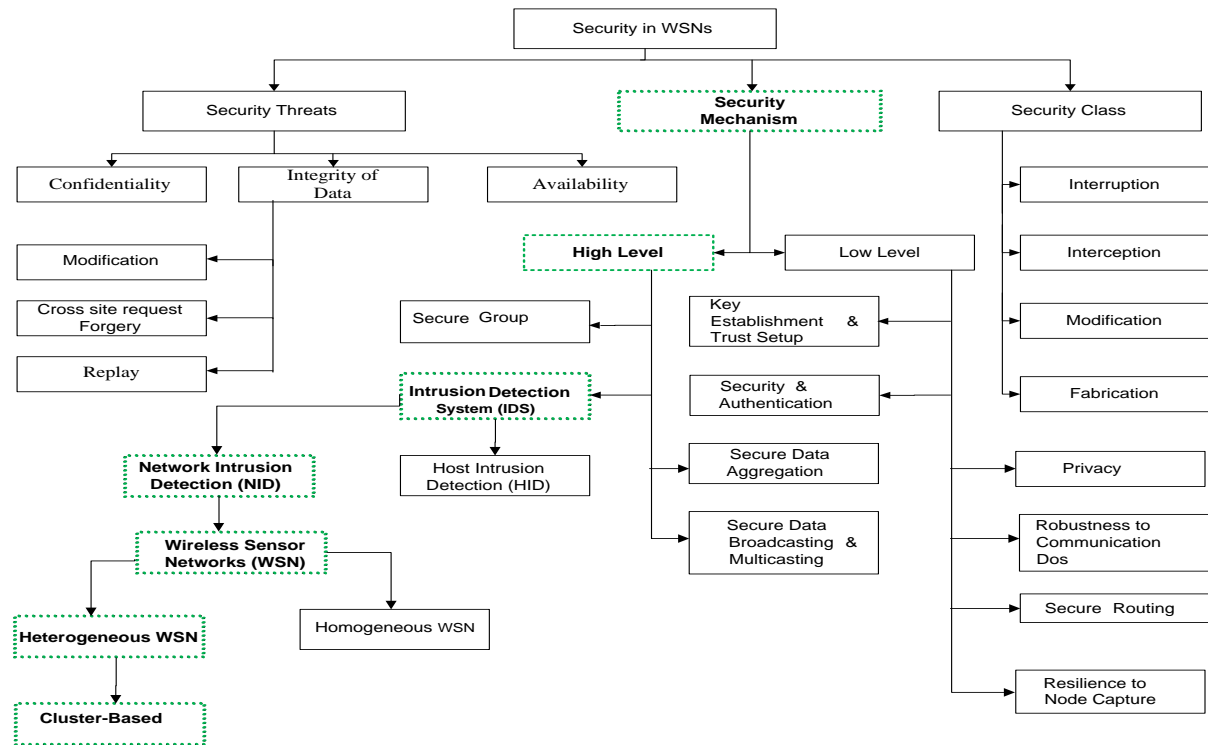 Security in WSNs
Security Threats
Security
Mechanism
Security Class
Confidentiality
Integrity of
Data
Availability
Interruption
Modification
High Level
Low Level
Interception
Cross site request
Forgery
Secure Group
Key
Establishment &
Trust Setup
Modification
Replay
Intrusion Detection
System (IDS)
Security &
Authentication
Fabrication
Network Intrusion
Detection (NID)
Host Intrusion
Detection (HID)
Secure Data
Aggregation
Privacy
Wireless Sensor
Networks (WSN)
Secure Data
Broadcasting &
Multicasting
Robustness to
Communication
Dos
Heterogeneous WSN
Homogeneous WSN
Secure Routing
Cluster-Based
Resilience to
Node Capture